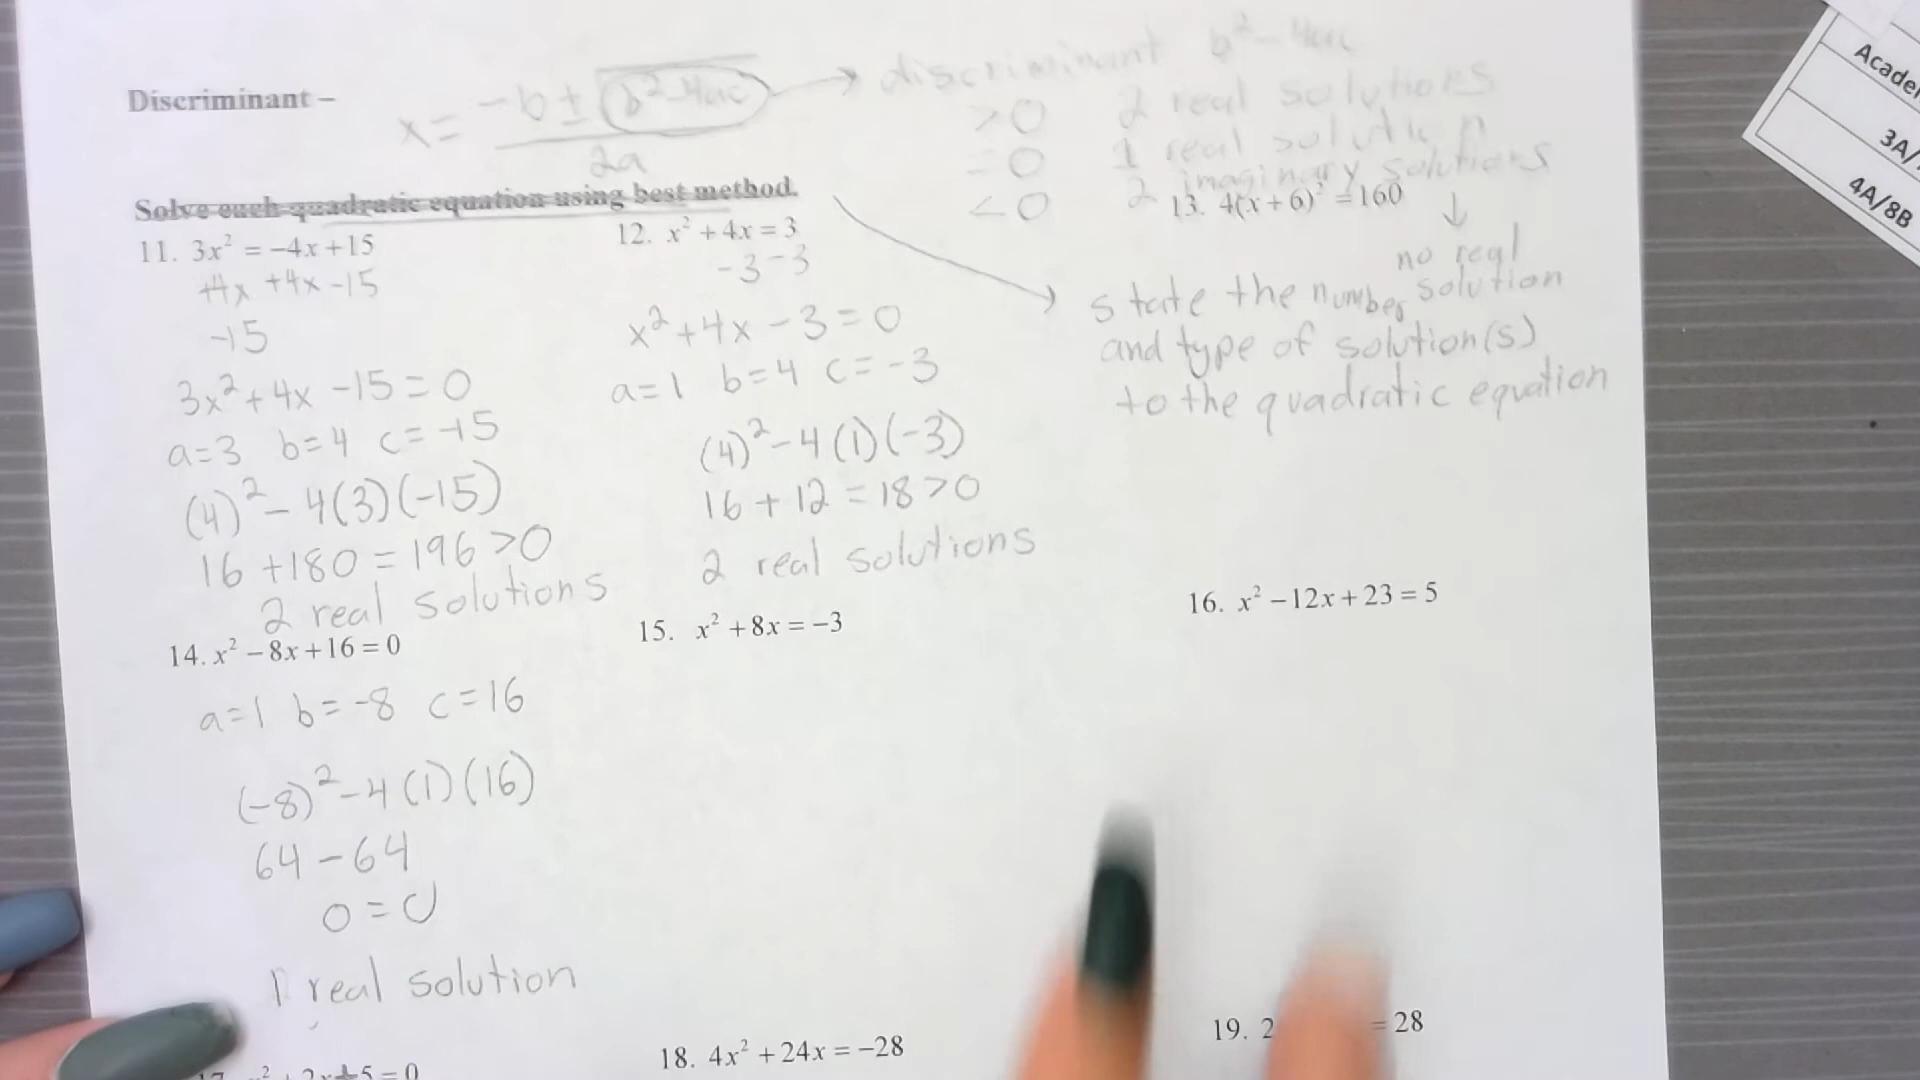 Discriminant –
x = -b ± √b² - 4ac / 2a → discriminant b² - 4ac
> 0 2 real solutions
= 0 1 real solution
< 0 2 imaginary solutions
↓
no real
solution
Solve each quadratic equation using best method.
state the number
and type of solution(s)
to the quadratic equation
11. 3x² = −4x + 15
+4x +4x -15
-15
3x² + 4x - 15 = 0
a = 3 b = 4 c = -15
(4)² - 4(3)(-15)
16 + 180 = 196 > 0
2 real solutions
12. x² + 4x = 3
-3 -3
x² + 4x - 3 = 0
a = 1 b = 4 c = -3
(4)² - 4(1)(-3)
16 + 12 = 18 > 0
2 real solutions
13. 4(x + 6)² = 160
14. x² − 8x + 16 = 0
a = 1 b = -8 c = 16
(-8)² - 4(1)(16)
64 - 64
0 = 0
1 real solution
15. x² + 8x = −3
16. x² − 12x + 23 = 5
17. x² + 2x + 5 = 0
18. 4x² + 24x = −28
19. 2 = 28
Acade
3A/
4A/8B